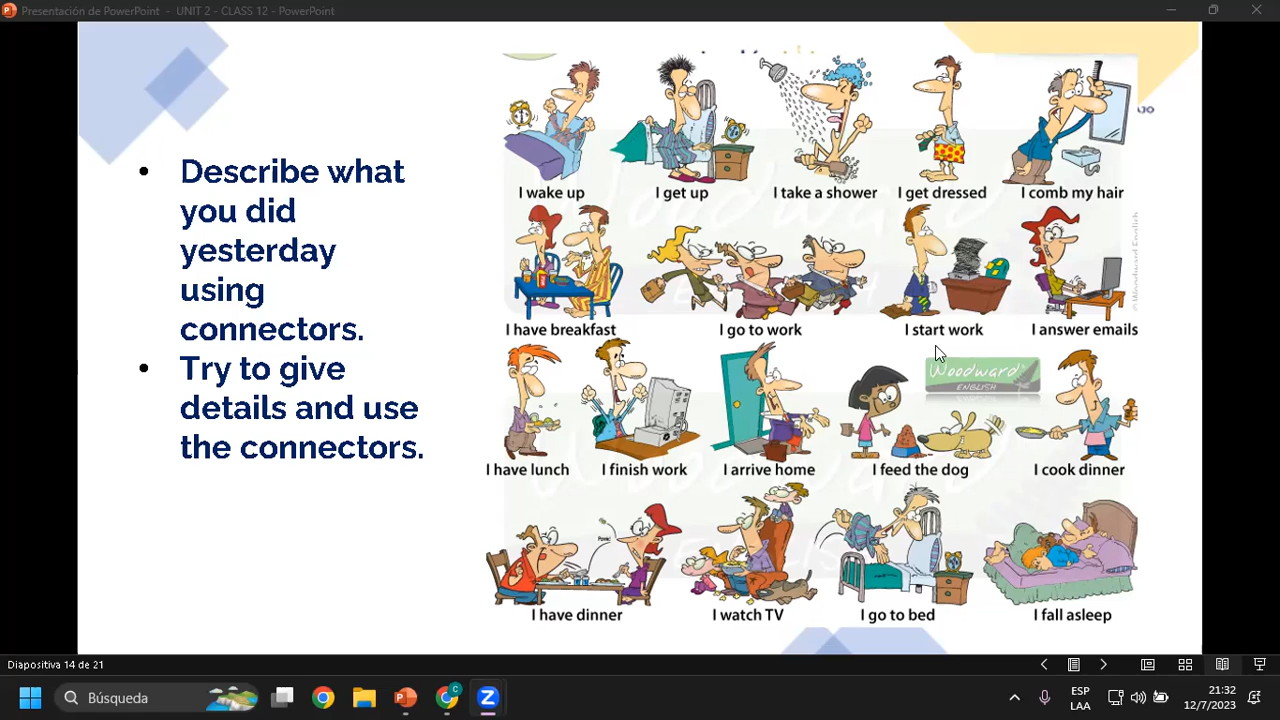 Presentación de PowerPoint - UNIT 2 - CLASS 12 - PowerPoint
• Describe what
you did
yesterday
using
connectors.
• Try to give
details and use
the connectors.
I wake up
I get up
I take a shower
I get dressed
I comb my hair
I have breakfast
I go to work
I start work
I answer emails
© Woodward English
Woodward
ENGLISH
I have lunch
I finish work
I arrive home
I feed the dog
I cook dinner
I have dinner
I watch TV
I go to bed
I fall asleep
Diapositiva 14 de 21
Búsqueda
ESP
LAA
21:32
12/7/2023